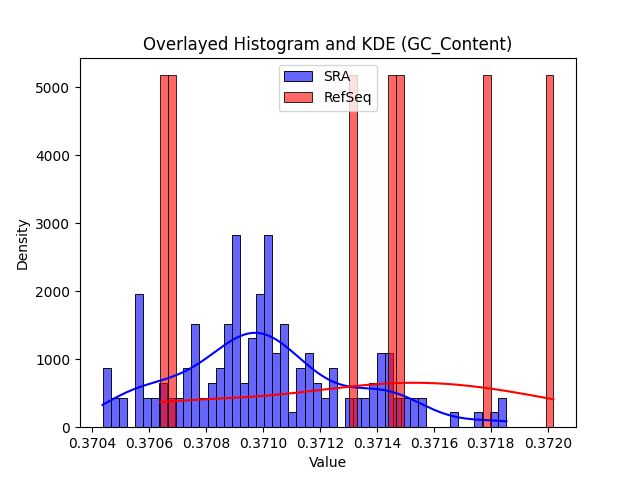 Overlayed Histogram and KDE (GC_Content)
SRA
RefSeq
5000
4000
3000
2000
1000
0
Density
0.3704 0.3706 0.3708 0.3710 0.3712 0.3714 0.3716 0.3718 0.3720
Value